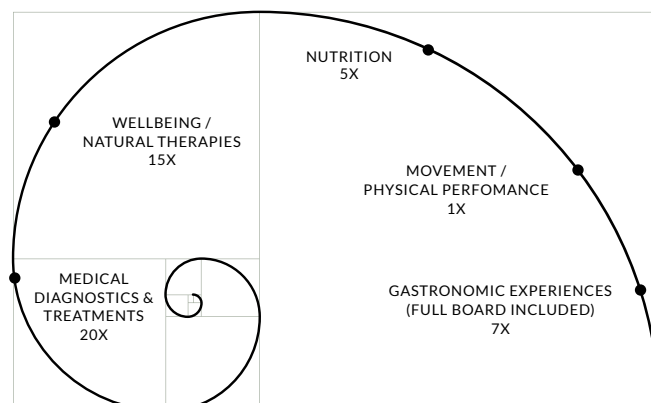 NUTRITION
5X
WELLBEING /
NATURAL THERAPIES
15X
MOVEMENT /
PHYSICAL PERFOMANCE
1X
MEDICAL
DIAGNOSTICS &
TREATMENTS
20X
GASTRONOMIC EXPERIENCES
(FULL BOARD INCLUDED)
7X